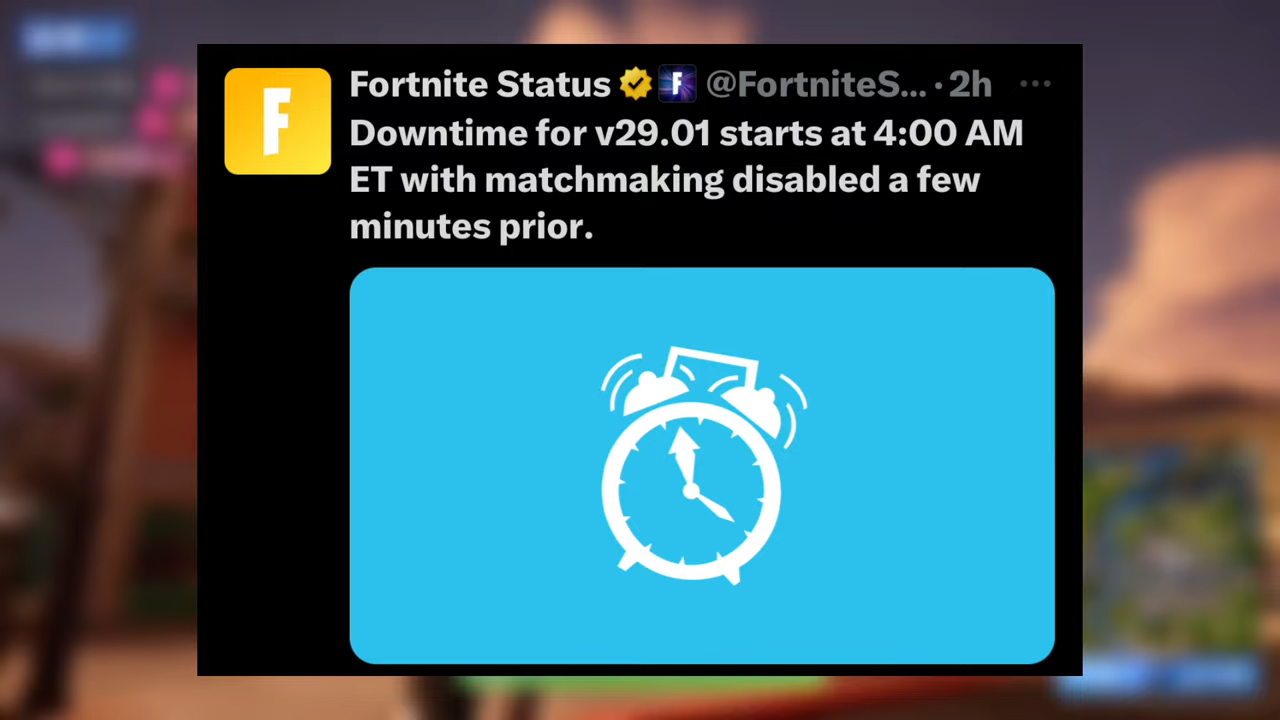 Fortnite Status @FortniteS... · 2h ...
Downtime for v29.01 starts at 4:00 AM
ET with matchmaking disabled a few
minutes prior.